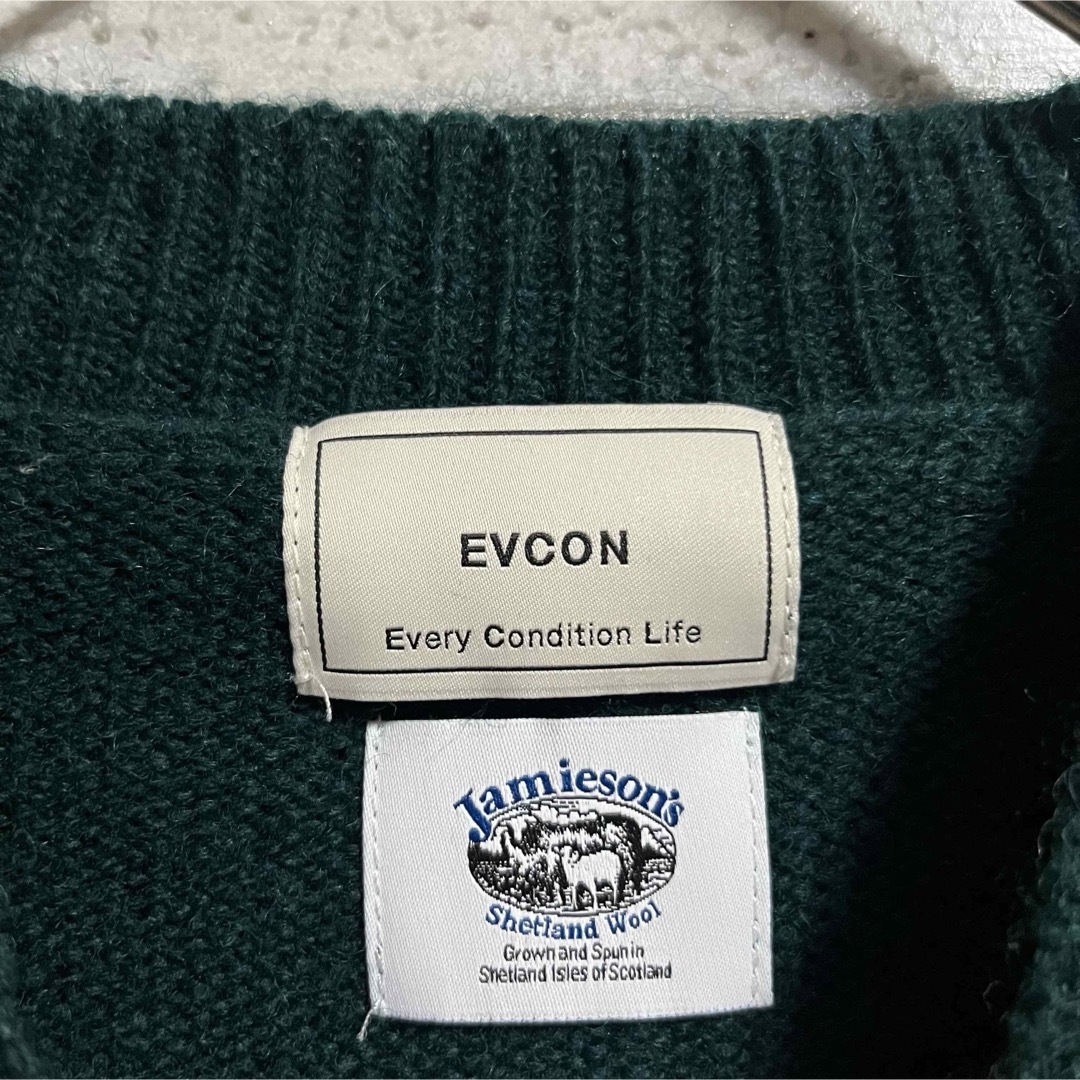 EVCON
Every Condition Life
Jamieson's
Shetland Wool
Grown and Spun in
Shetland Isles of Scotland